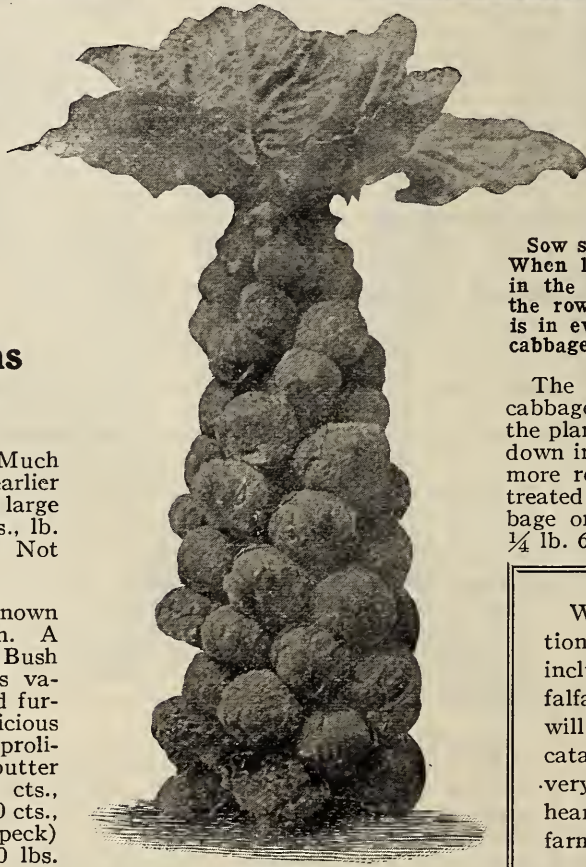 ns
Much
earlier
large
s., lb.
Not
nown
n. A
Bush
s va-
d fur-
icious
proli-
utter
cts.,
0 cts.,
peck)
0 lbs.
Sow s
When
in the
the row
is in ev
cabbage
The
cabbage
the plan
down in
more re
treated
bage or
¼ lb. 6
W
tion
incl
falfa
will
cata
very
hear
farm